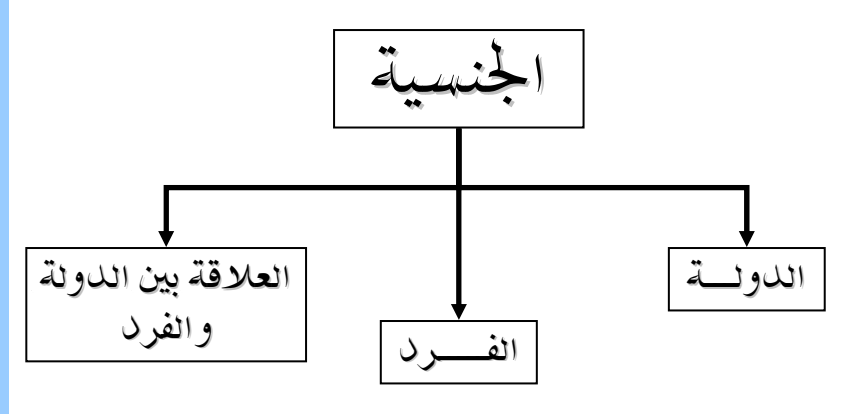 الجنسية
الدولـــة
الفـــــرد
العلاقة بين الدولة
والفرد